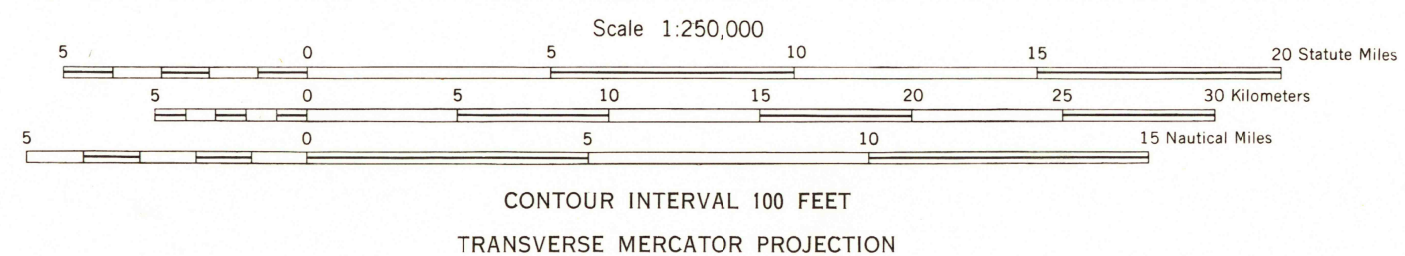 Scale 1:250,000
5 0 5 10 15 20 Statute Miles
5 0 5 10 15 20 25 30 Kilometers
5 0 5 10 15 Nautical Miles
CONTOUR INTERVAL 100 FEET
TRANSVERSE MERCATOR PROJECTION